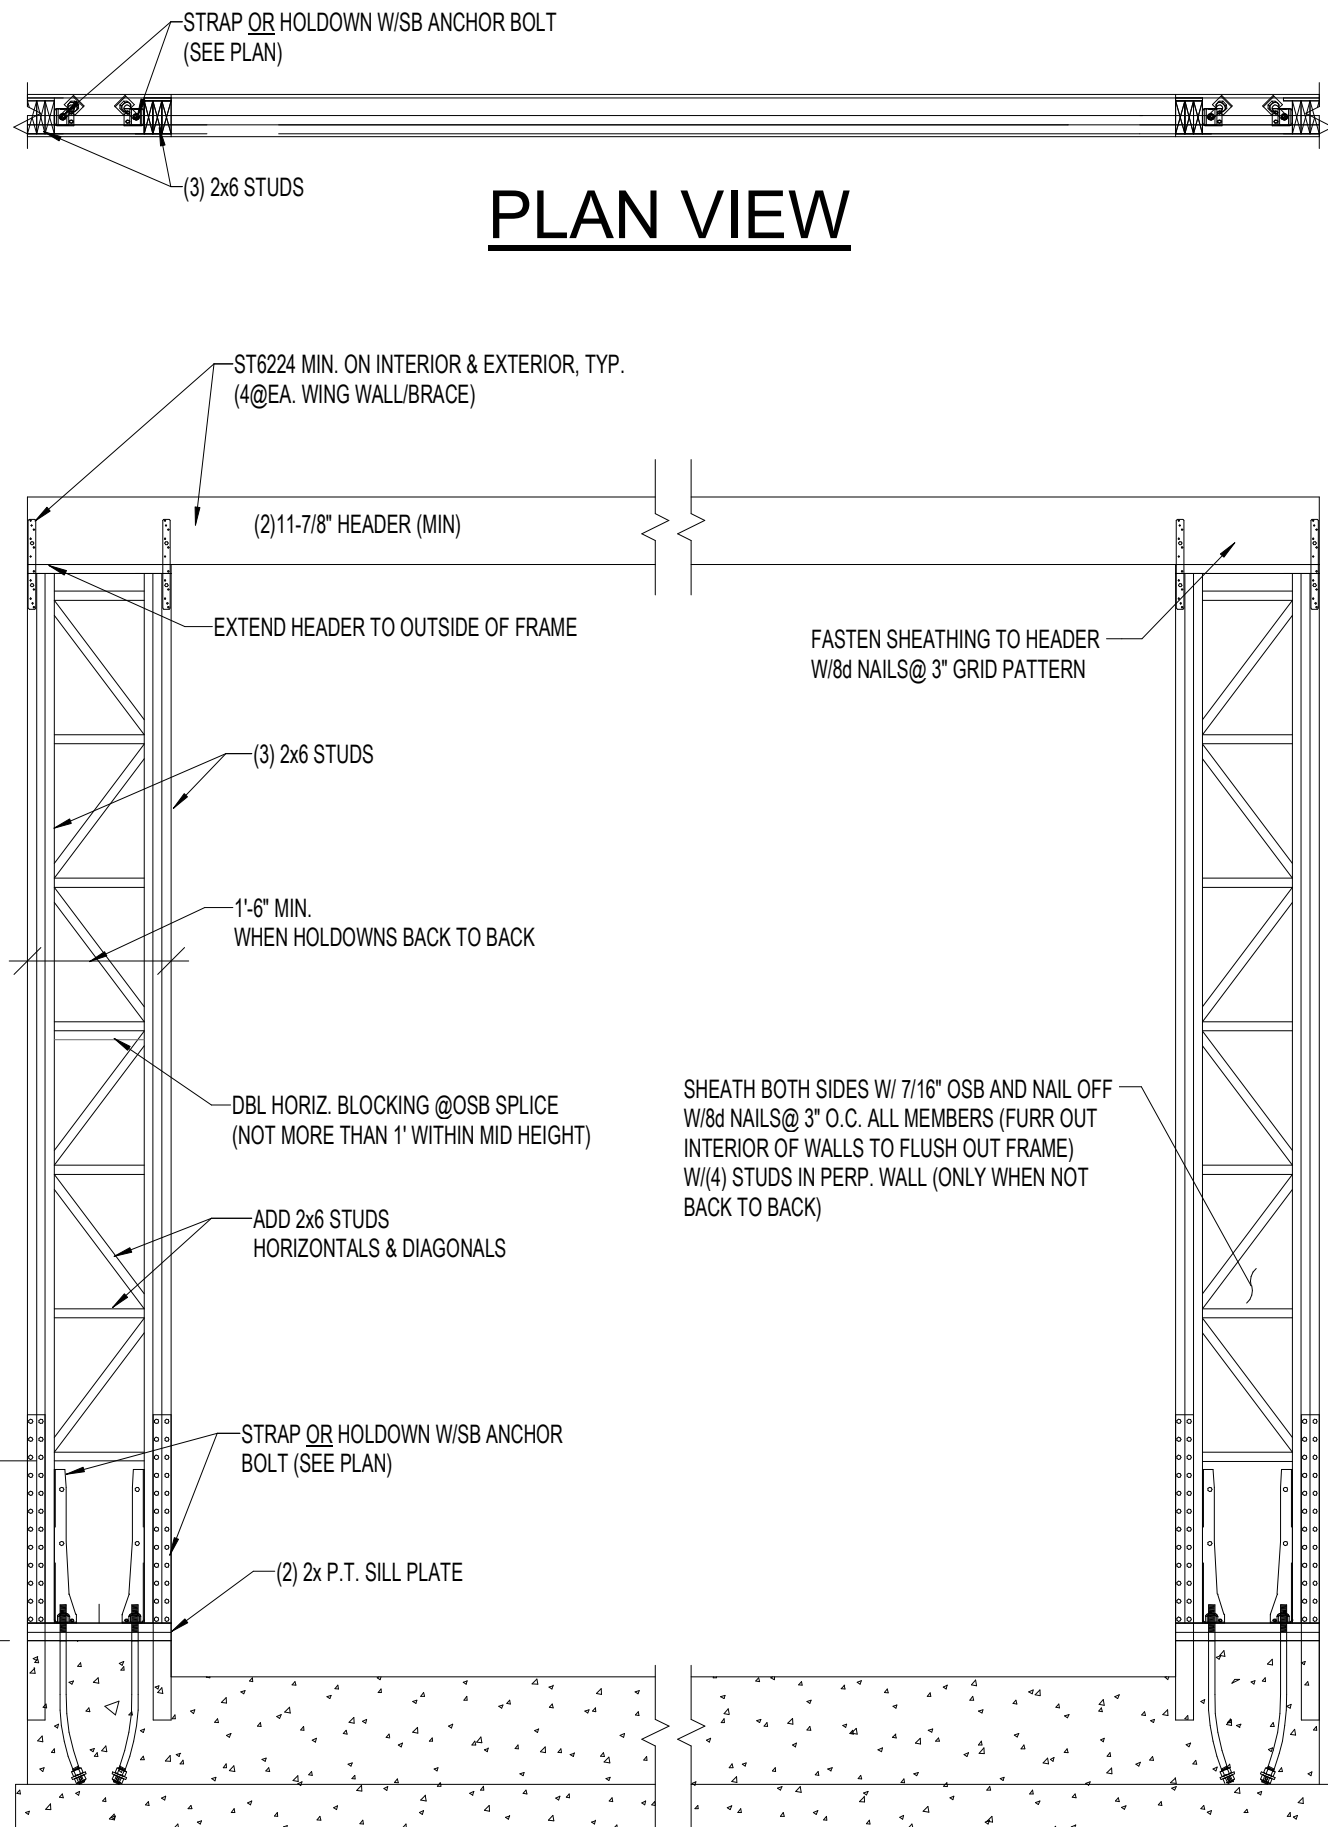 STRAP OR HOLDOWN W/SB ANCHOR BOLT
(SEE PLAN)
(3) 2x6 STUDS
PLAN VIEW
ST6224 MIN. ON INTERIOR & EXTERIOR, TYP.
(4@EA. WING WALL/BRACE)
(2)11-7/8" HEADER (MIN)
EXTEND HEADER TO OUTSIDE OF FRAME
FASTEN SHEATHING TO HEADER
W/8d NAILS@ 3" GRID PATTERN
(3) 2x6 STUDS
1'-6" MIN.
WHEN HOLDOWNS BACK TO BACK
DBL HORIZ. BLOCKING @OSB SPLICE
(NOT MORE THAN 1' WITHIN MID HEIGHT)
SHEATH BOTH SIDES W/ 7/16" OSB AND NAIL OFF
W/8d NAILS@ 3" O.C. ALL MEMBERS (FURR OUT
INTERIOR OF WALLS TO FLUSH OUT FRAME)
W/(4) STUDS IN PERP. WALL (ONLY WHEN NOT
BACK TO BACK)
ADD 2x6 STUDS
HORIZONTALS & DIAGONALS
STRAP OR HOLDOWN W/SB ANCHOR
BOLT (SEE PLAN)
(2) 2x P.T. SILL PLATE